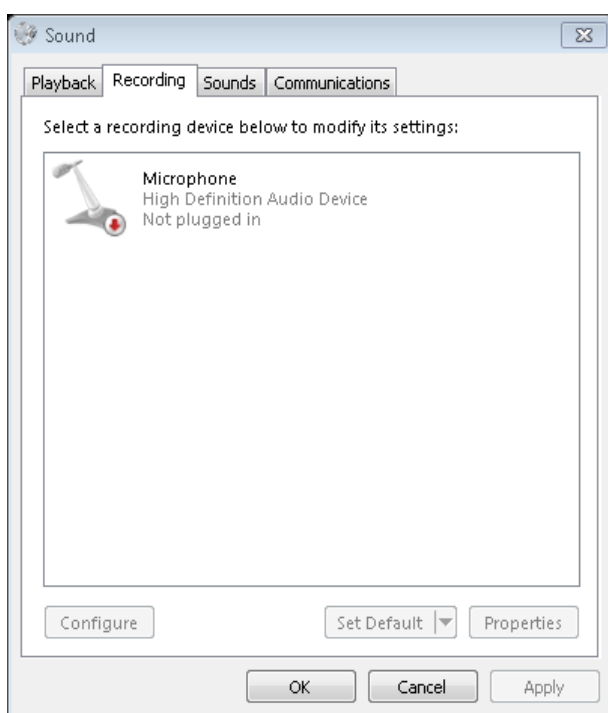 Sound
Playback Recording Sounds Communications
Select a recording device below to modify its settings:
Microphone
High Definition Audio Device
Not plugged in
Configure Set Default Properties
OK Cancel Apply